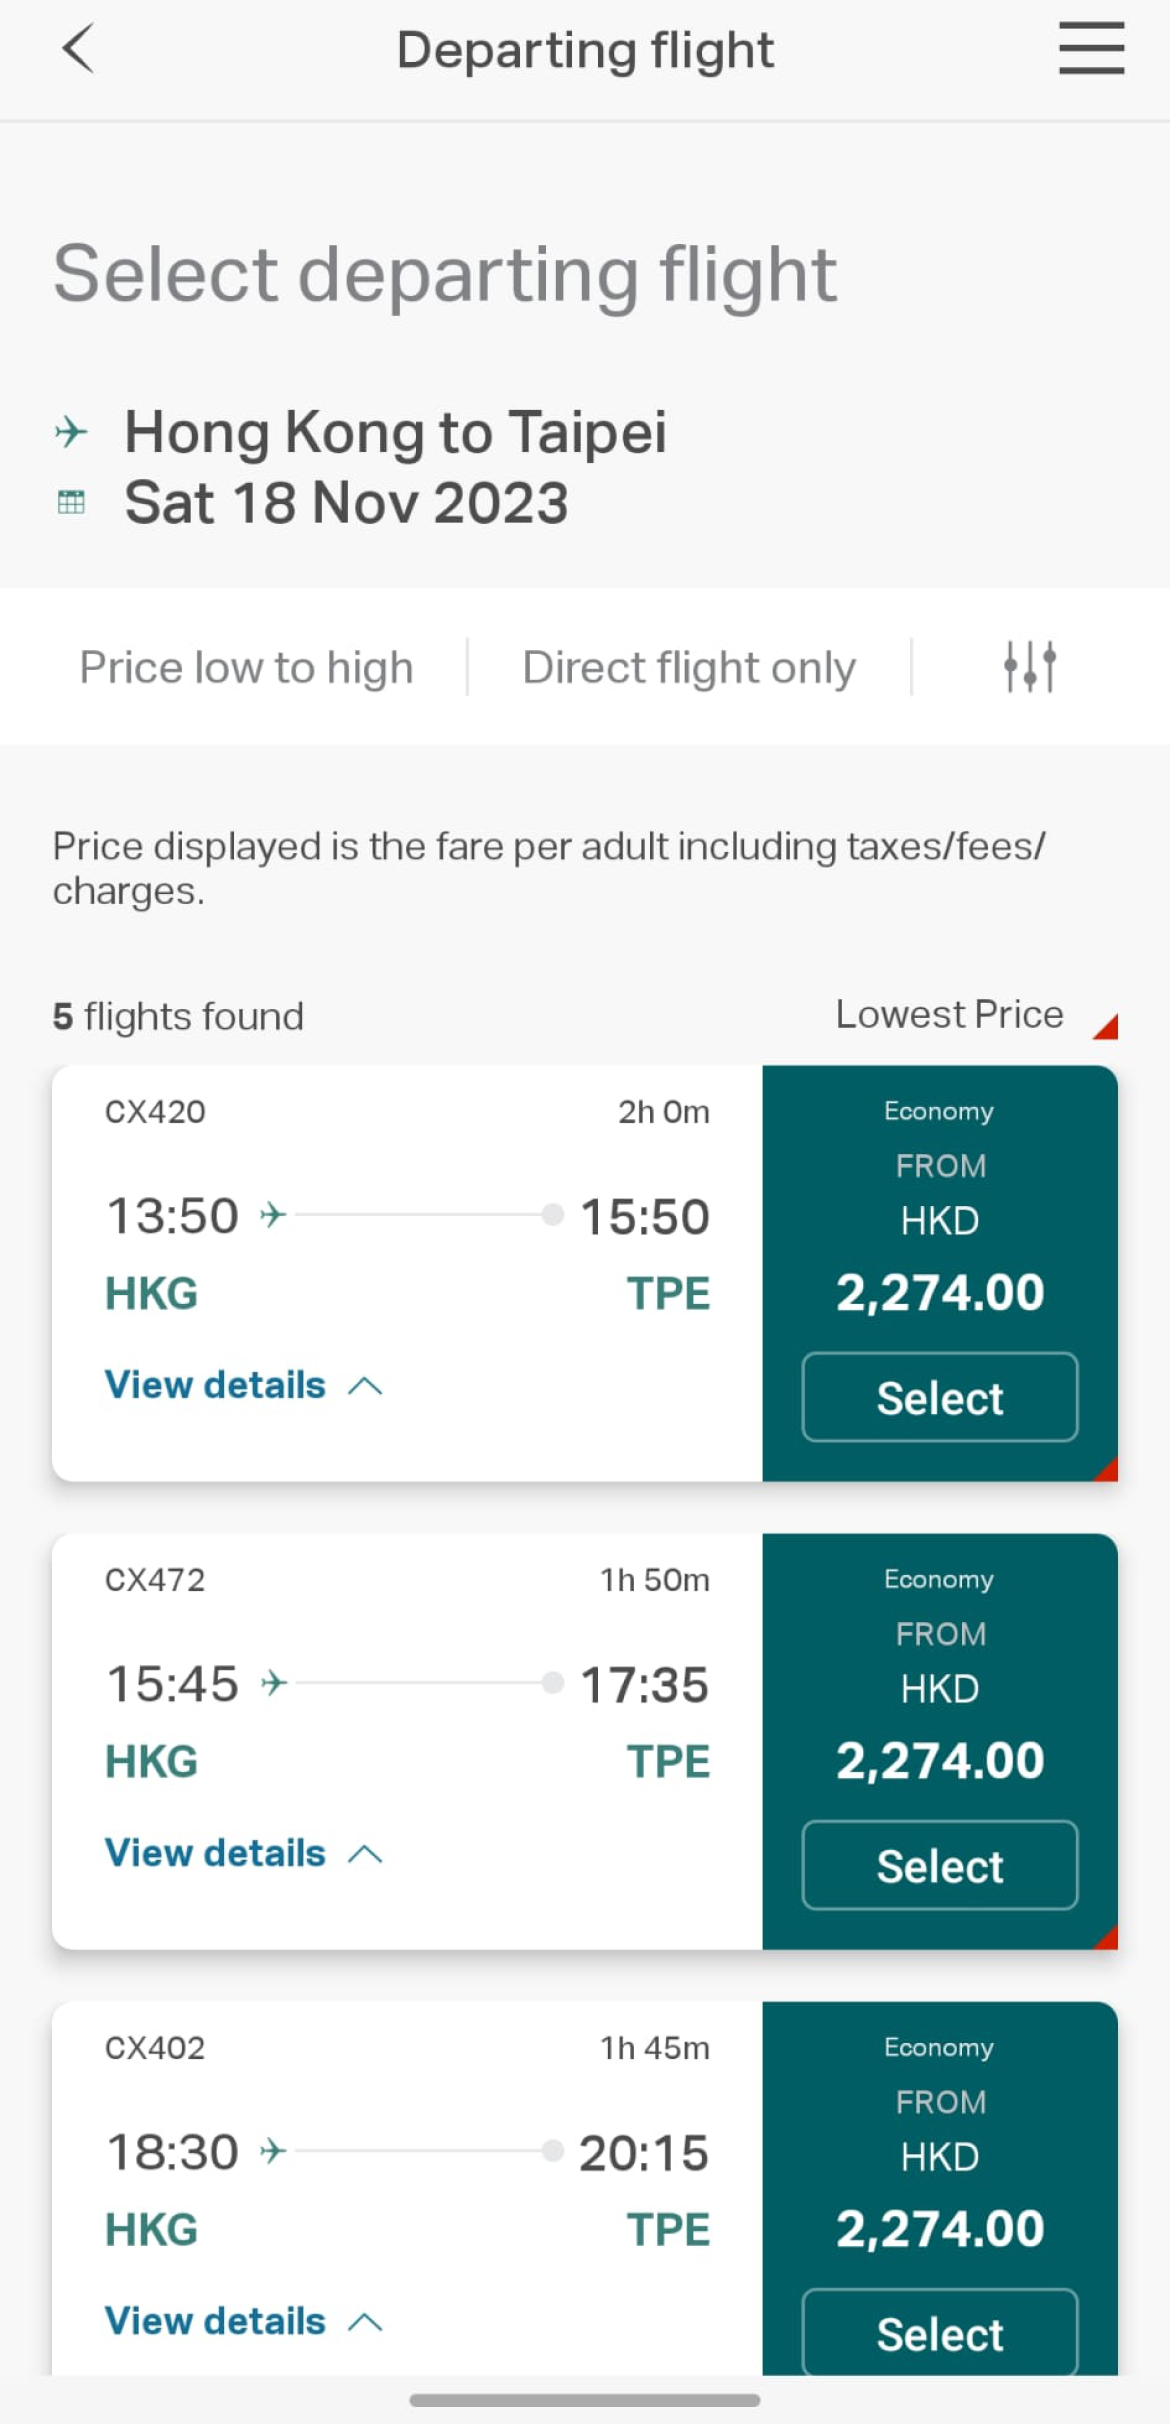 Departing flight
Select departing flight
Hong Kong to Taipei
Sat 18 Nov 2023
Price low to high
Direct flight only
Price displayed is the fare per adult including taxes/fees/
charges.
5 flights found
Lowest Price
CX420
2h 0m
13:50
15:50
HKG
TPE
View details
Economy
FROM
HKD
2,274.00
Select
CX472
1h 50m
15:45
17:35
HKG
TPE
View details
Economy
FROM
HKD
2,274.00
Select
CX402
1h 45m
18:30
20:15
HKG
TPE
View details
Economy
FROM
HKD
2,274.00
Select